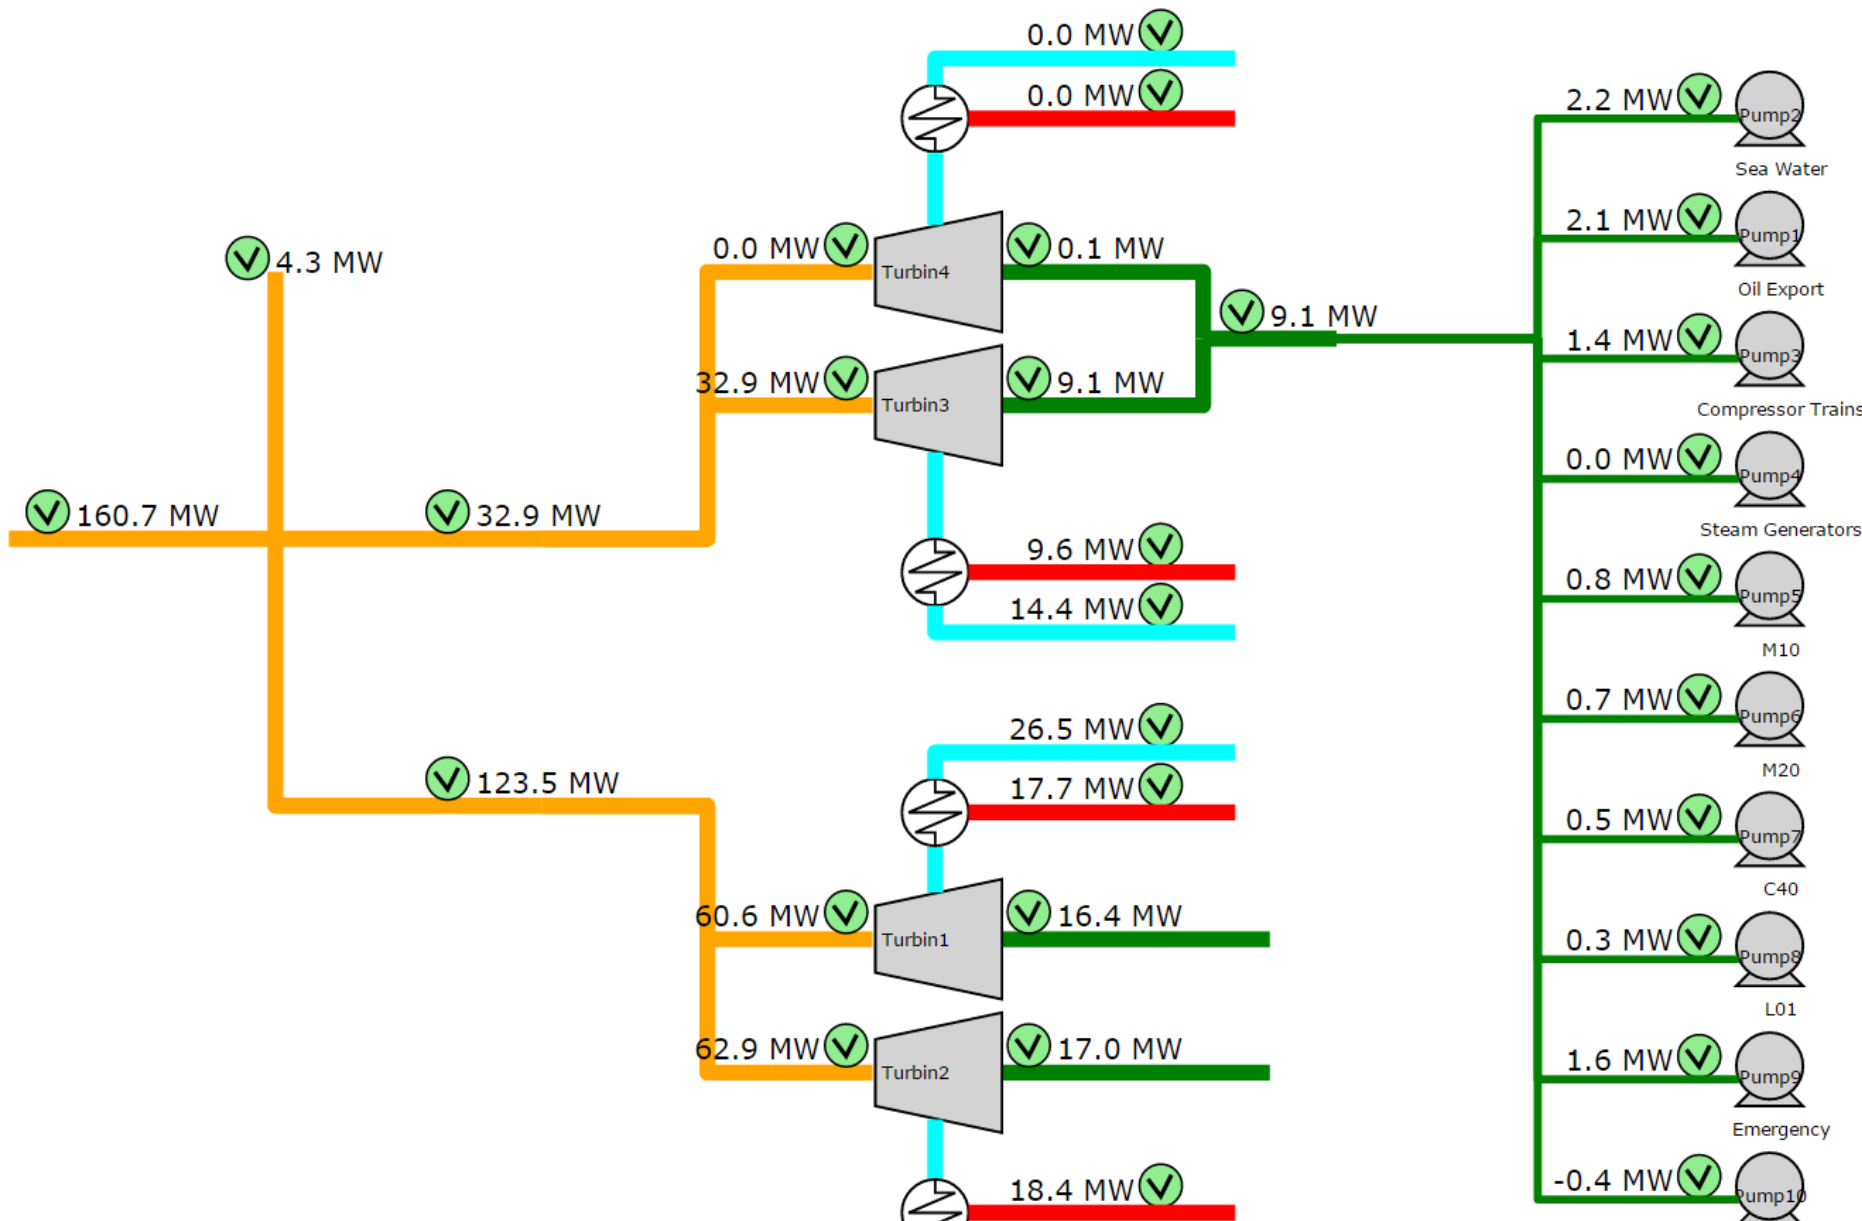 0.0 MW
0.0 MW
2.2 MW
Pump2
Sea Water
2.1 MW
Pump1
Oil Export
4.3 MW
0.0 MW
Turbin4
0.1 MW
9.1 MW
1.4 MW
Pump3
Compressor Trains
32.9 MW
Turbin3
9.1 MW
0.0 MW
Pump4
Steam Generators
160.7 MW
32.9 MW
9.6 MW
14.4 MW
0.8 MW
Pump5
M10
26.5 MW
17.7 MW
0.7 MW
Pump6
M20
123.5 MW
0.5 MW
Pump7
C40
60.6 MW
Turbin1
16.4 MW
0.3 MW
Pump8
L01
62.9 MW
Turbin2
17.0 MW
1.6 MW
Pump9
Emergency
18.4 MW
-0.4 MW
Pump10